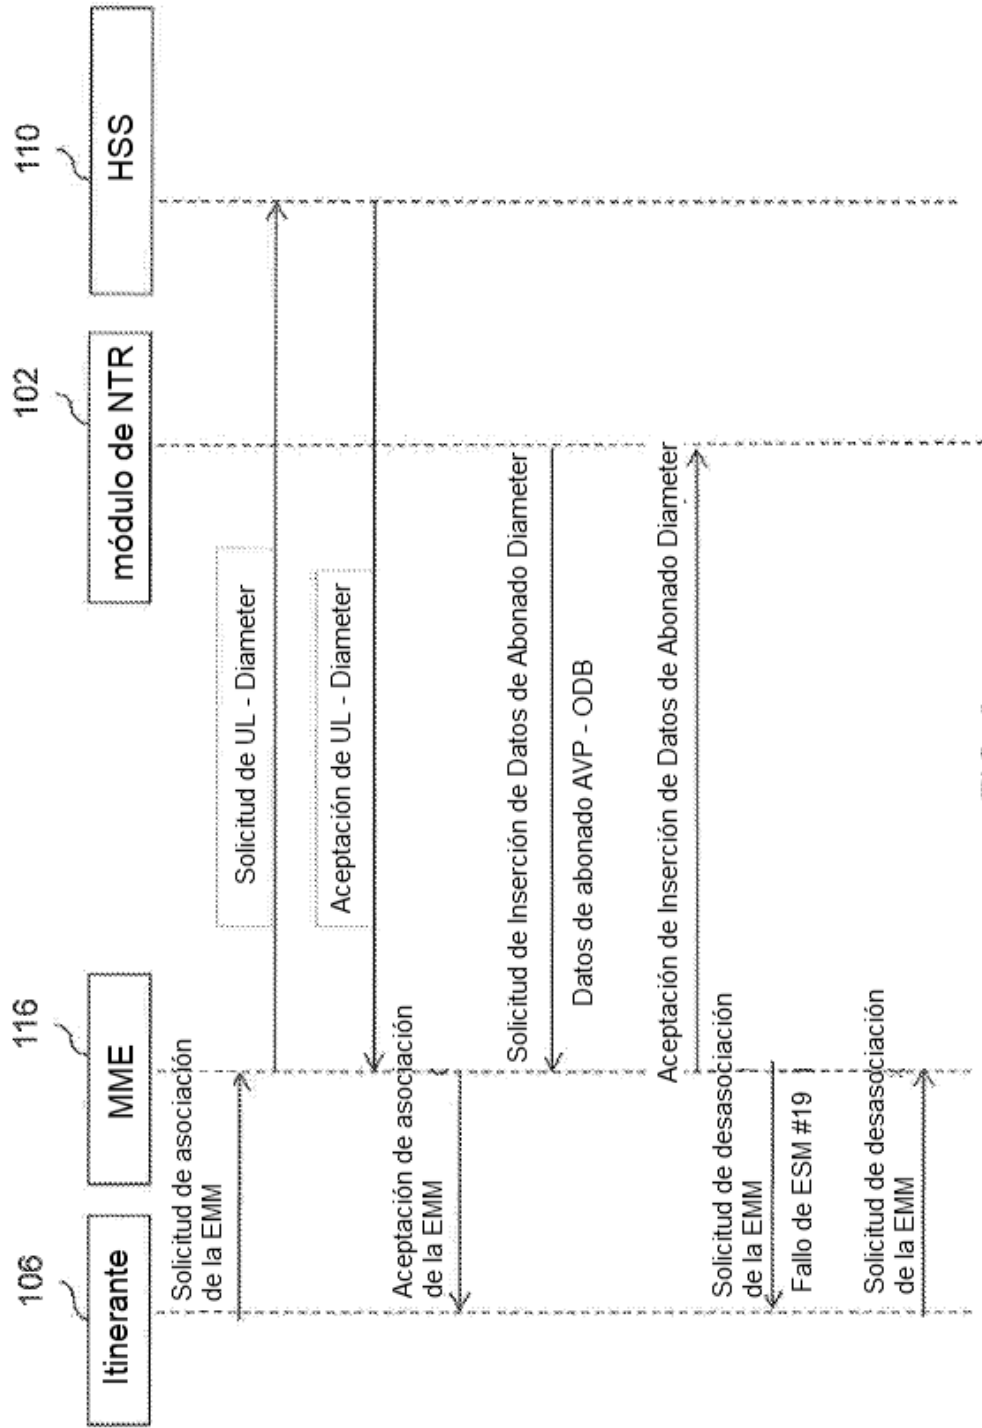 106
116
102
110
Itinerante
MME
módulo de NTR
HSS
Solicitud de asociación
de la EMM
Solicitud de UL - Diameter
Aceptación de UL - Diameter
Aceptación de asociación
de la EMM
Solicitud de Inserción de Datos de Abonado Diameter
Datos de abonado AVP - ODB
Aceptación de Inserción de Datos de Abonado Diameter
Solicitud de desasociación
de la EMM
Fallo de ESM #19
Solicitud de desasociación
de la EMM